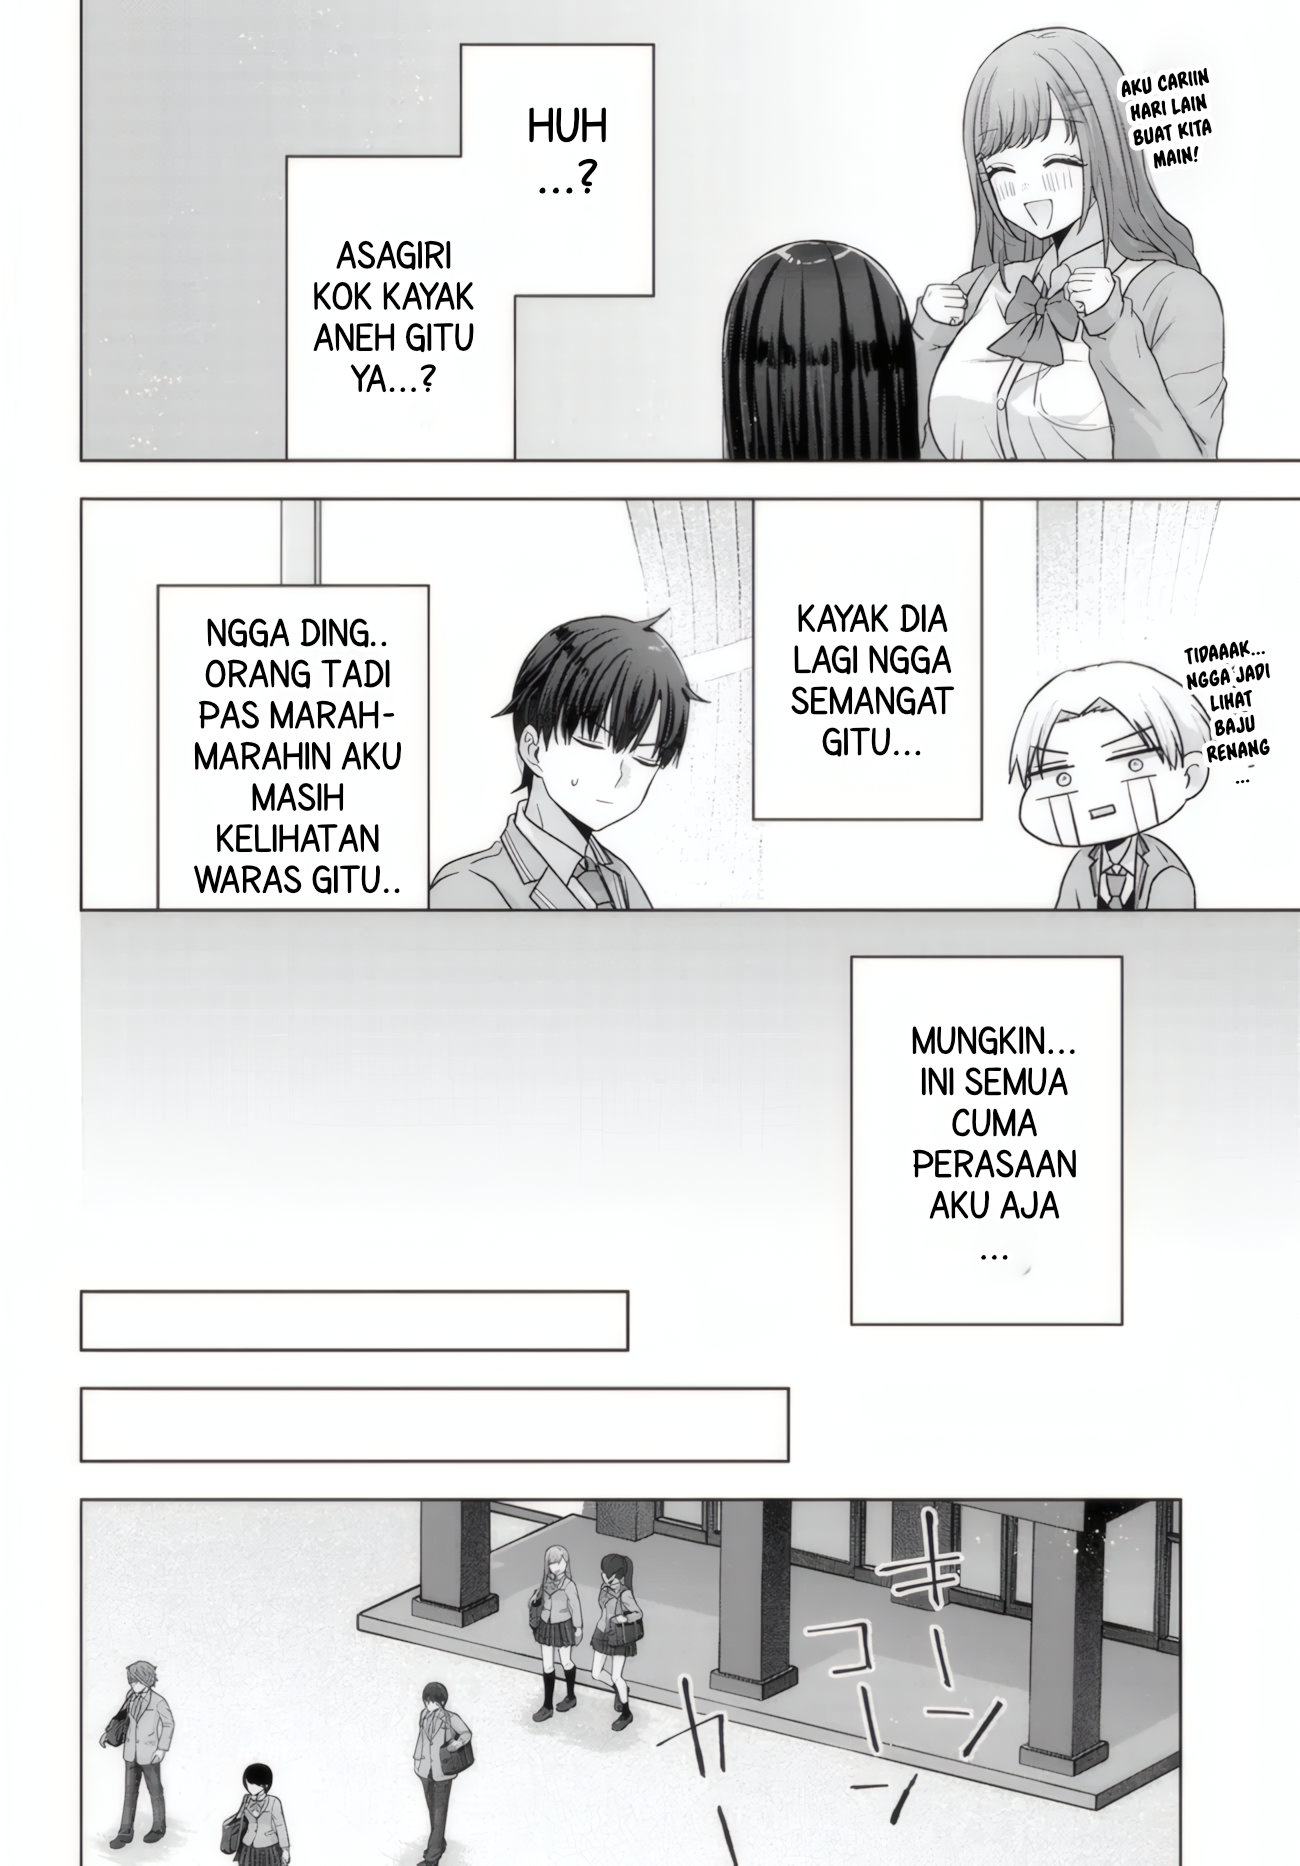 AKU CARIIN
HARI LAIN
BUAT KITA
MAIN!
HUH
...?
ASAGIRI
KOK KAYAK
ANEH GITU
YA...?
TIDAAAK...
NGGA JADI
LIHAT
BAJU
RENANG
...
KAYAK DIA
LAGI NGGA
SEMANGAT
GITU...
NGGA DING..
ORANG TADI
PAS MARAH-
MARAHIN AKU
MASIH
KELIHATAN
WARAS GITU..
MUNGKIN...
INI SEMUA
CUMA
PERASAAN
AKU AJA
...
キーン
コーン
カー